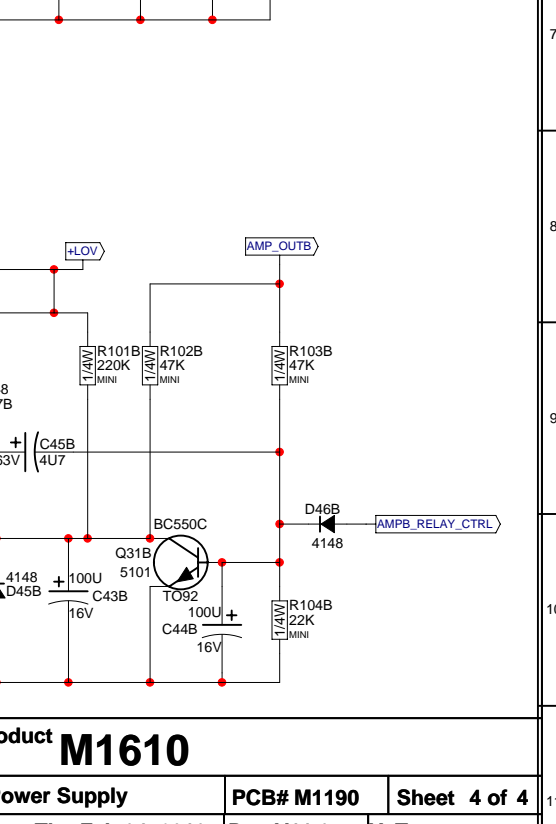 7
8
+LOV
AMP_OUTB
R101B
220K
1/4W
MINI
R102B
47K
1/4W
MINI
R103B
47K
1/4W
MINI
8
7B
9
+
C45B
63V
4U7
D46B
4148
AMPB_RELAY_CTRL
BC550C
Q31B
5101
TO92
4148
D45B
+
100U
C43B
16V
100U
+
C44B
16V
R104B
22K
1/4W
MINI
10
oduct M1610
ower Supply
PCB# M1190
Sheet 4 of 4
11